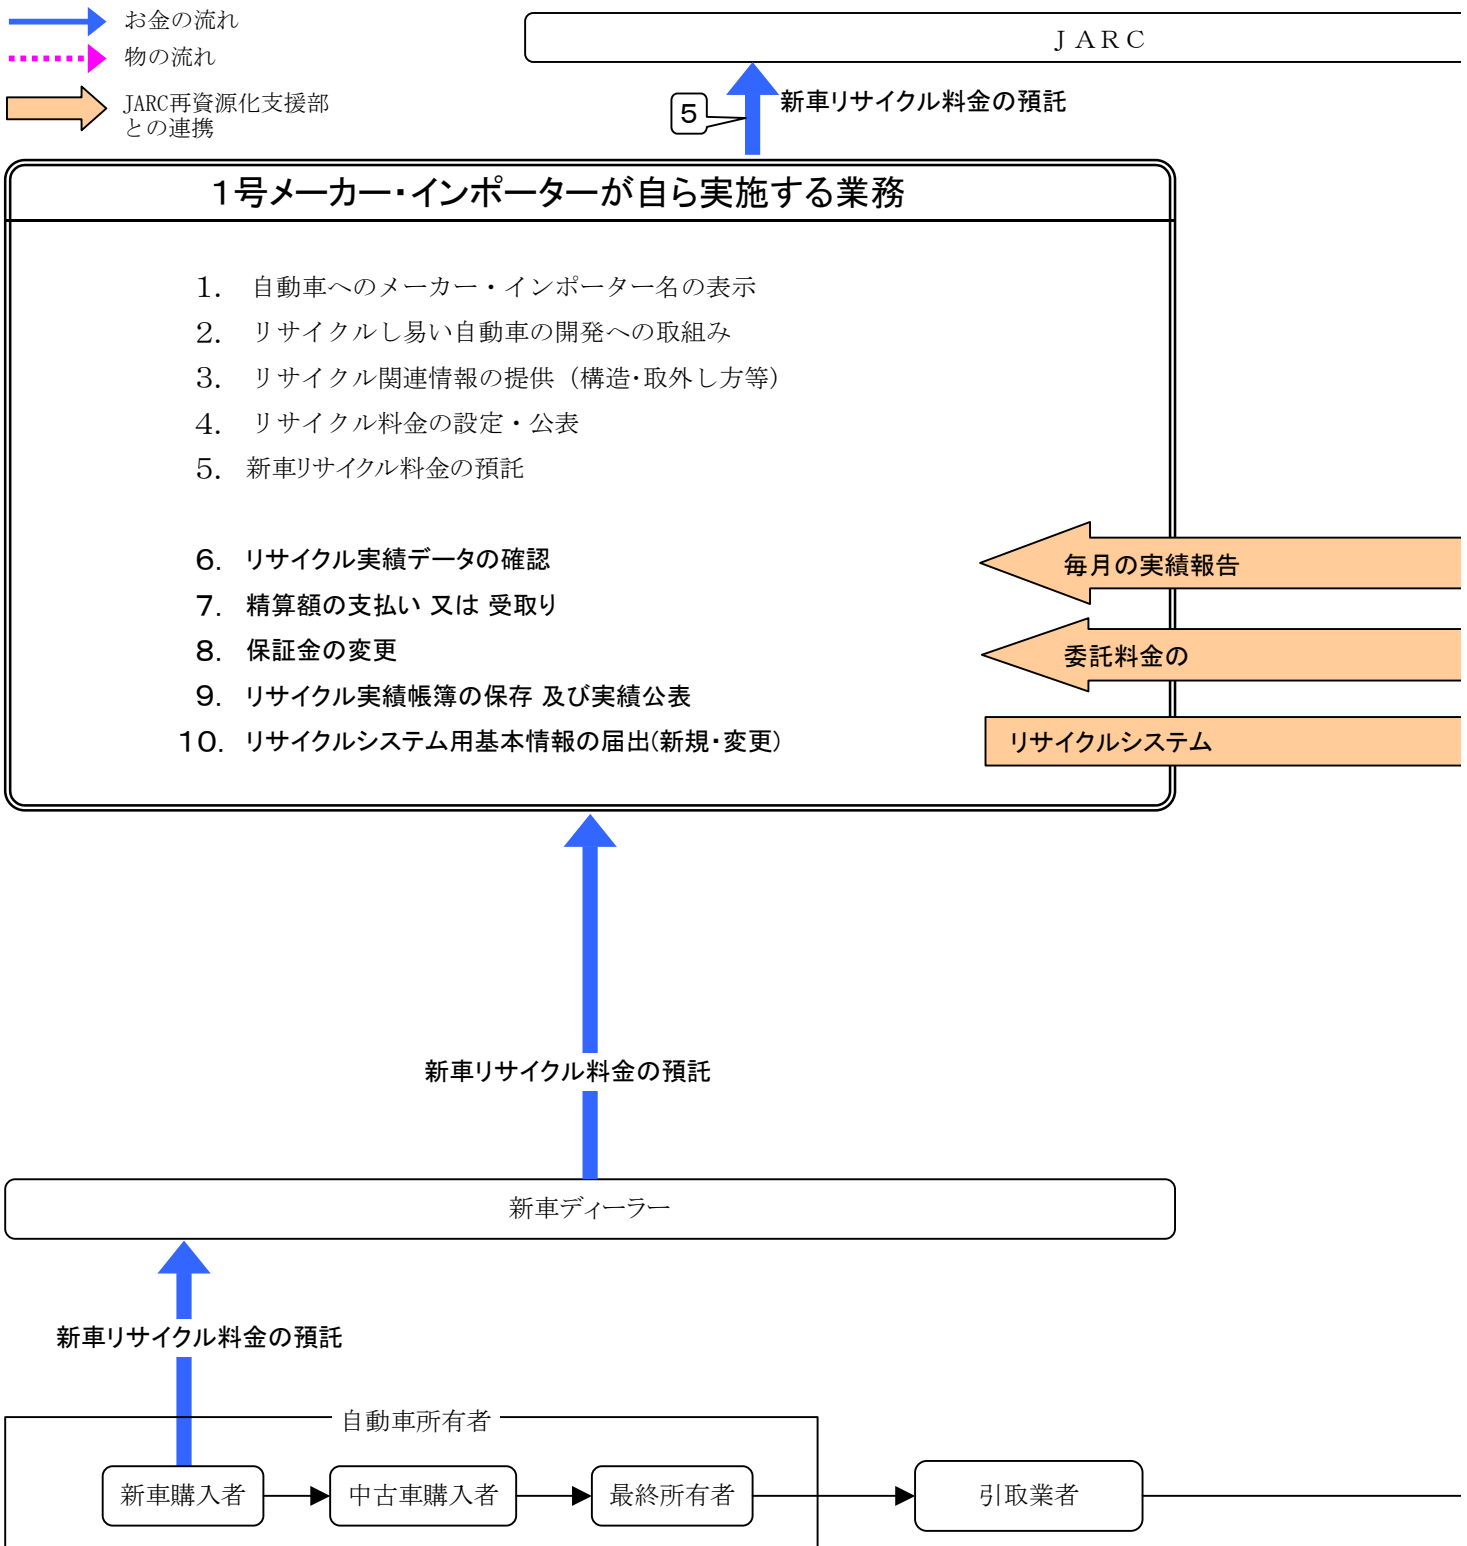 お金の流れ
物の流れ
JARC再資源化支援部
との連携
ＪＡＲＣ
5
新車リサイクル料金の預託
1号メーカー・インポーターが自ら実施する業務
1. 自動車へのメーカー・インポーター名の表示
2. リサイクルし易い自動車の開発への取組み
3. リサイクル関連情報の提供（構造・取外し方等）
4. リサイクル料金の設定・公表
5. 新車リサイクル料金の預託
6. リサイクル実績データの確認
毎月の実績報告
7. 精算額の支払い 又は 受取り
8. 保証金の変更
委託料金の
9. リサイクル実績帳簿の保存 及び実績公表
10. リサイクルシステム用基本情報の届出(新規・変更)
リサイクルシステム
新車リサイクル料金の預託
新車ディーラー
新車リサイクル料金の預託
自動車所有者
新車購入者
中古車購入者
最終所有者
引取業者